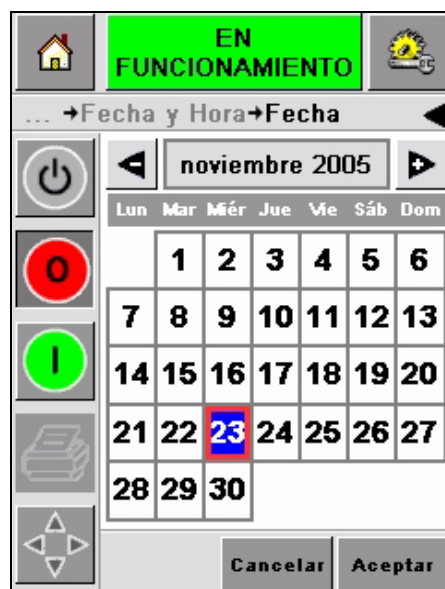 EN
FUNCIONAMIENTO
... →Fecha y Hora→Fecha
noviembre 2005
Lun Mar Miér Jue Vie Sáb Dom
1 2 3 4 5 6
7 8 9 10 11 12 13
14 15 16 17 18 19 20
21 22 23 24 25 26 27
28 29 30
O
I
Cancelar Aceptar